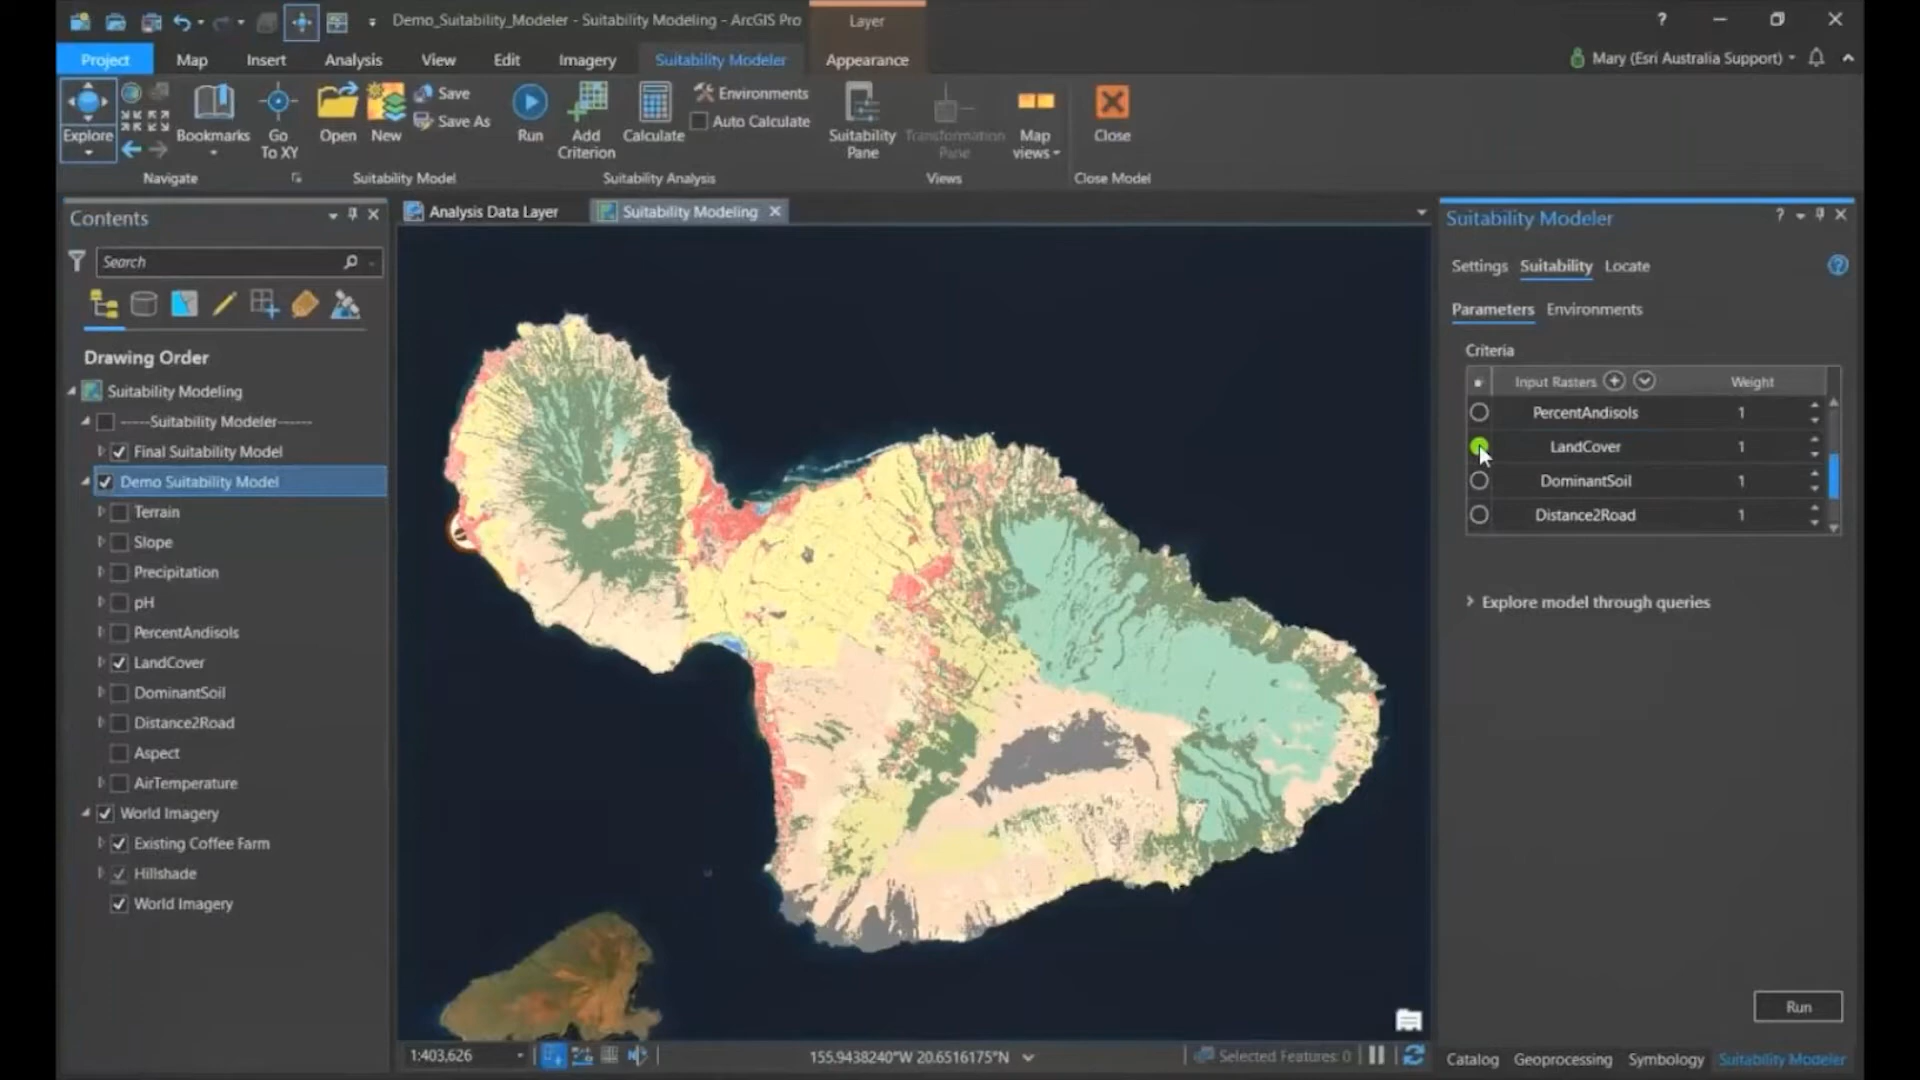 Demo_Suitability_Modeler - Suitability Modeling - ArcGIS Pro
Layer
?
Project
Map
Insert
Analysis
View
Edit
Imagery
Suitability Modeler
Appearance
Mary (Esri Australia Support)
Explore
Bookmarks
Go To XY
Open
New
Save
Save As
Run
Add Criterion
Calculate
Environments
Auto Calculate
Suitability Pane
Transformation Pane
Map views
Close
Navigate
Suitability Model
Suitability Analysis
Views
Close Model
Contents
Search
Drawing Order
Suitability Modeling
-----Suitability Modeler------
Final Suitability Model
Demo Suitability Model
Terrain
Slope
Precipitation
pH
PercentAndisols
LandCover
DominantSoil
Distance2Road
Aspect
AirTemperature
World Imagery
Existing Coffee Farm
Hillshade
World Imagery
Analysis Data Layer
Suitability Modeling
1:403,626
155.9438240°W 20.6516175°N
Selected Features: 0
Suitability Modeler
?
Settings Suitability Locate
?
Parameters Environments
Criteria
Input Rasters Weight
PercentAndisols 1
LandCover 1
DominantSoil 1
Distance2Road 1
Explore model through queries
Run
Catalog Geoprocessing Symbology Suitability Modeler